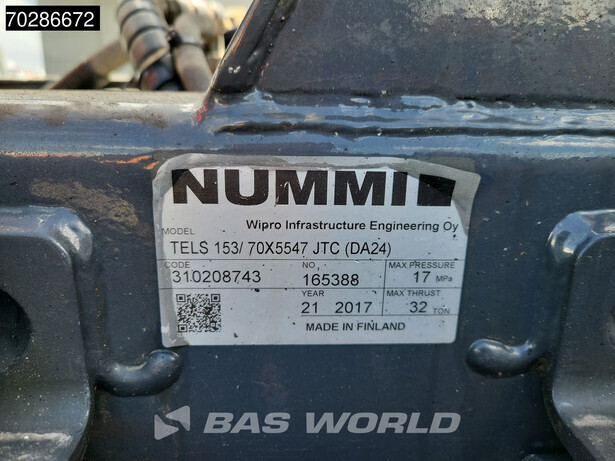 70286672
NUMMI
Wipro Infrastructure Engineering Oy
MODEL
TELS 153/ 70X5547 JTC (DA24)
CODE NO. MAX.PRESSURE
310208743 165388 17 MPa
YEAR MAX THRUST
21 2017 32 TON
MADE IN FINLAND
BAS WORLD